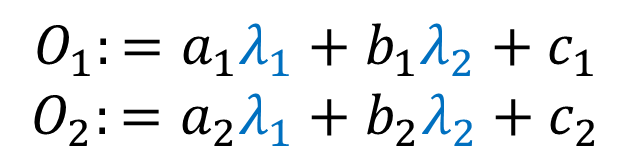 O₁: = a₁λ₁ + b₁λ₂ + c₁
O₂: = a₂λ₁ + b₂λ₂ + c₂